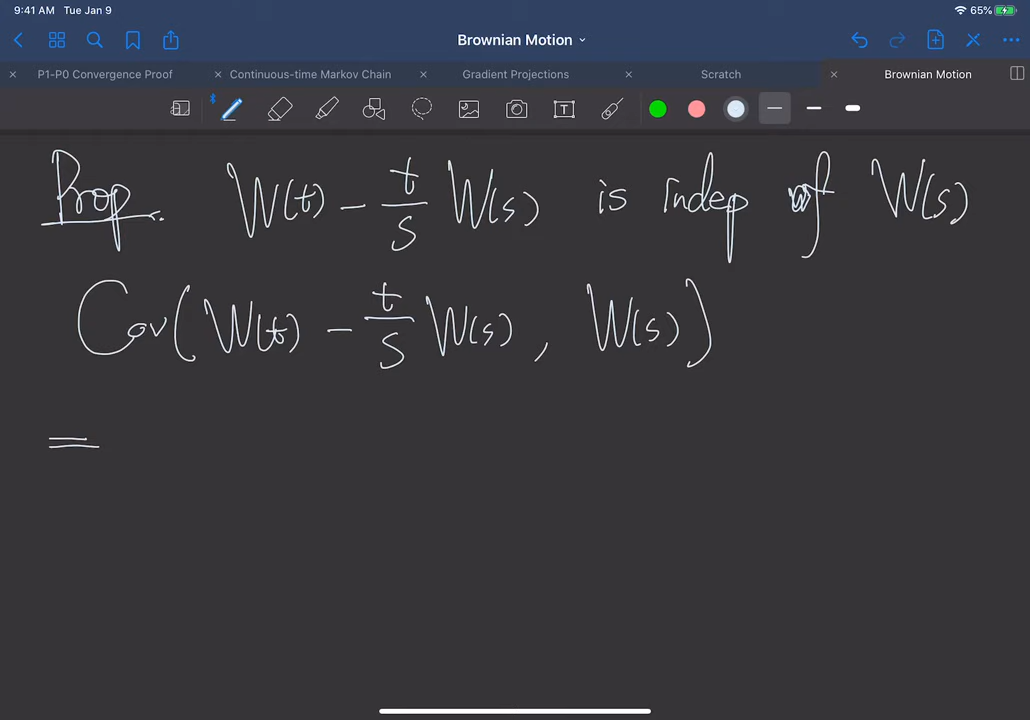 9:41 AM Tue Jan 9
65%
Brownian Motion
P1-P0 Convergence Proof
Continuous-time Markov Chain
Gradient Projections
Scratch
Brownian Motion
Prop. W(t) - t/s W(s) is indep of W(s)
Cov(W(t) - t/s W(s), W(s))
=